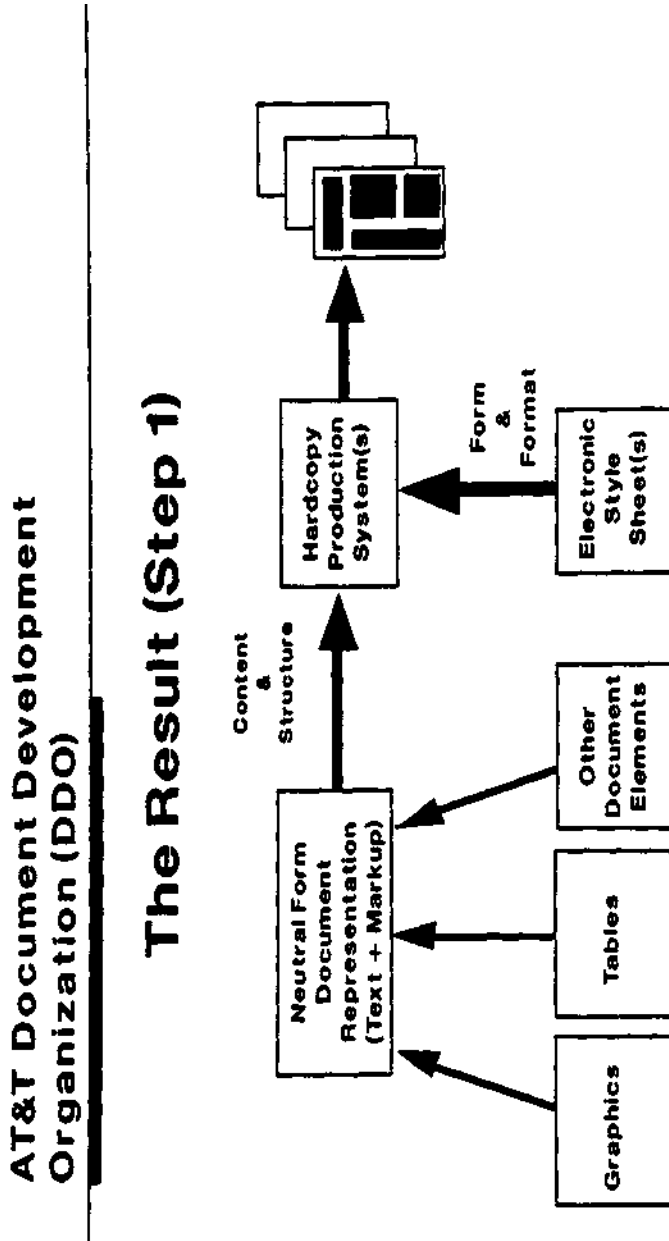 AT&T Document Development
Organization (DDO)
The Result (Step 1)
Neutral Form
Document
Representation
(Text + Markup)
Content
&
Structure
Hardcopy
Production
System(s)
Form
&
Format
Graphics
Tables
Other
Document
Elements
Electronic
Style
Sheet(s)